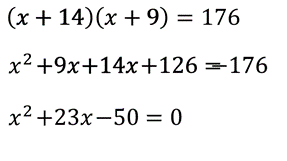 (x + 14)(x + 9) = 176
x²+9x+14x+126 =-176
x²+23x−50 = 0